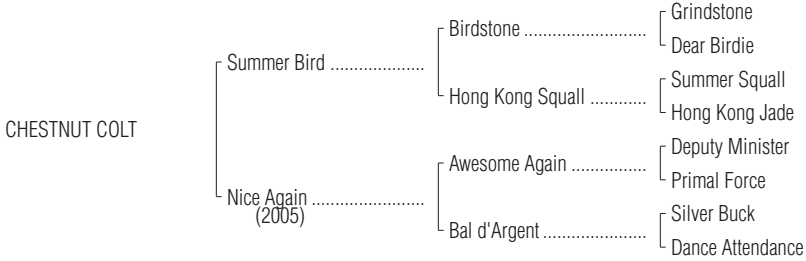 Grindstone
Birdstone ..........................
Dear Birdie
Summer Bird ....................
Summer Squall
Hong Kong Squall ............
Hong Kong Jade
CHESTNUT COLT
Deputy Minister
Awesome Again ................
Primal Force
Nice Again ........................
(2005)
Silver Buck
Bal d'Argent ......................
Dance Attendance